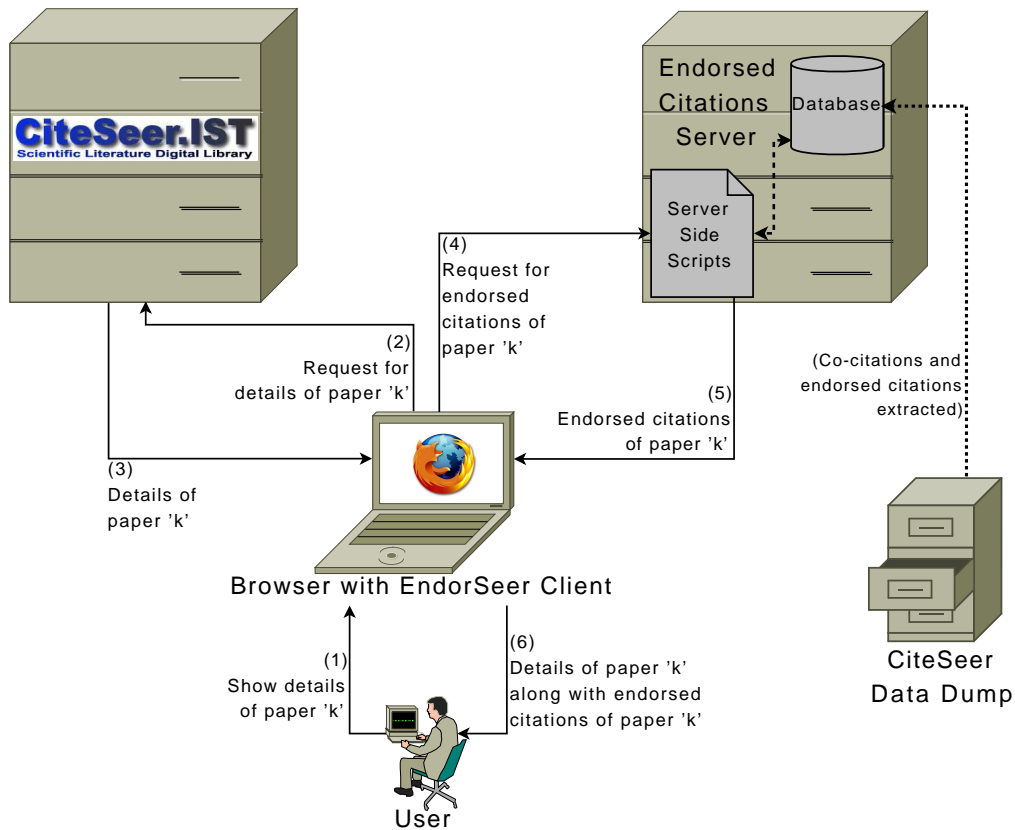 CiteSeer.IST
Scientific Literature Digital Library
Endorsed
Citations
Server
Database
Server
Side
Scripts
(2)
Request for
details of paper 'k'
(4)
Request for
endorsed
citations of
paper 'k'
(5)
Endorsed citations
of paper 'k'
(Co-citations and
endorsed citations
extracted)
(3)
Details of
paper 'k'
Browser with EndorSeer Client
(1)
Show details
of paper 'k'
(6)
Details of paper 'k'
along with endorsed
citations of paper 'k'
CiteSeer
Data Dump
User